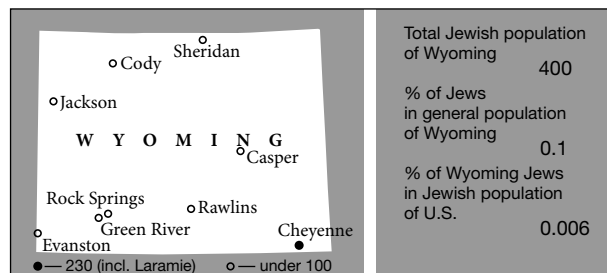 Sheridan
Cody
Jackson
WYOMING
Casper
Rock Springs
Rawlins
Green River
Cheyenne
Evanston
— 230 (incl. Laramie) — under 100
Total Jewish population
of Wyoming
400
% of Jews
in general population
of Wyoming
0.1
% of Wyoming Jews
in Jewish population
of U.S.
0.006